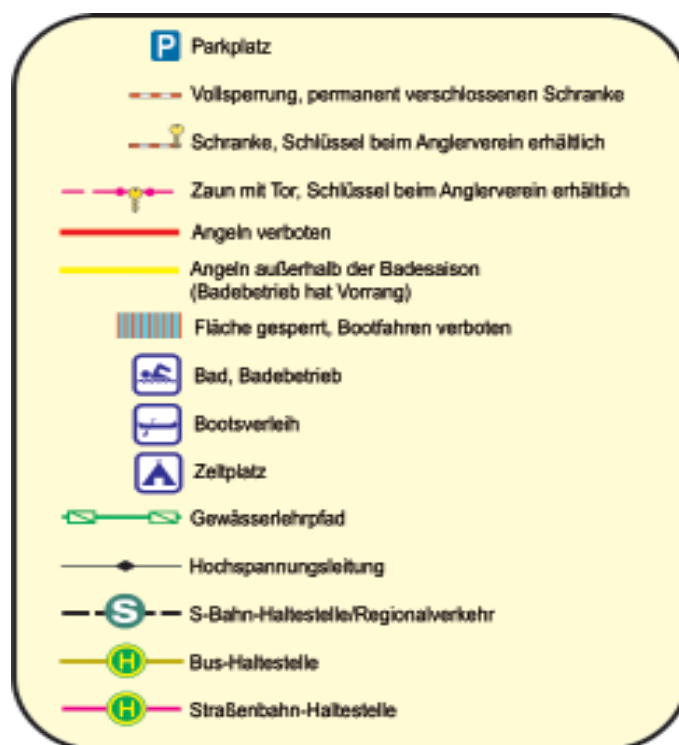 P Parkplatz
Vollsperrung, permanent verschlossenen Schranke
Schranke, Schlüssel beim Anglerverein erhältlich
Zaun mit Tor, Schlüssel beim Anglerverein erhältlich
Angeln verboten
Angeln außerhalb der Badesaison
(Badebetrieb hat Vorrang)
Fläche gesperrt, Bootfahren verboten
Bad, Badebetrieb
Bootsverleih
Zeltplatz
Gewässerlehrpfad
Hochspannungsleitung
S S-Bahn-Haltestelle/Regionalverkehr
H Bus-Haltestelle
H Straßenbahn-Haltestelle